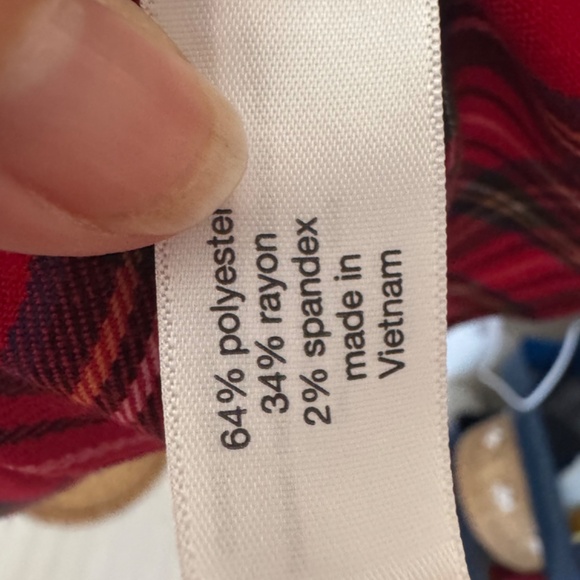 64% polyester
34% rayon
2% spandex
made in
Vietnam